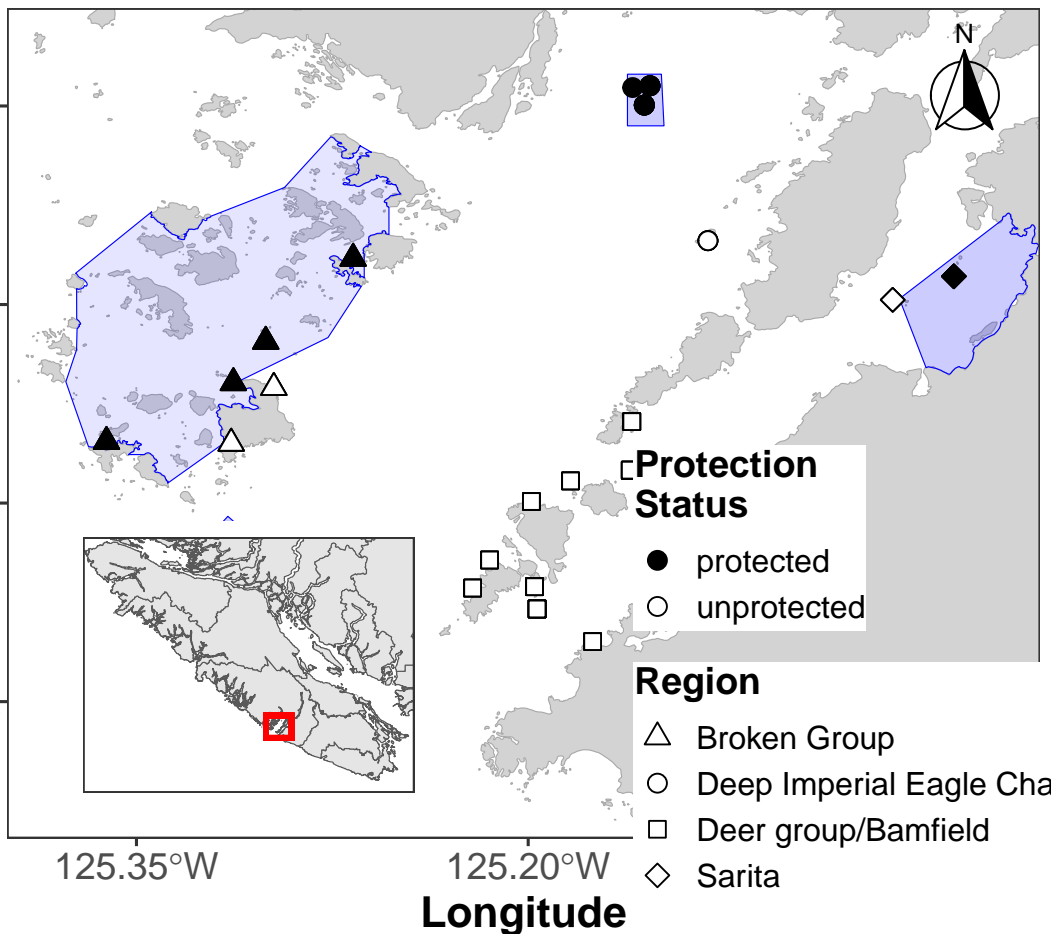 N
Protection
Status
protected
unprotected
Region
Broken Group
Deep Imperial Eagle Cha
Deer group/Bamfield
Sarita
125.35°W
125.20°W
Longitude